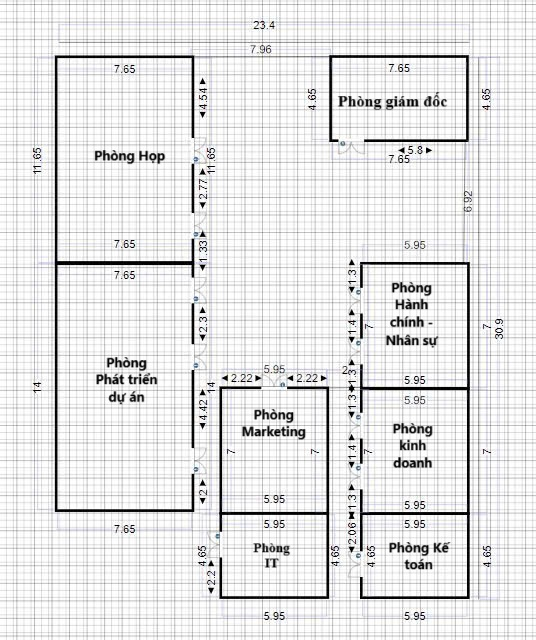 23.4
7.96
7.65
7.65
4.54
4.65
Phòng giám đốc
4.65
11.65
Phòng Họp
11.65
5.8
7.65
2.77
6.92
1.33
7.65
5.95
7.65
1.3
Phòng
Hành
chính -
Nhân sự
2.3
1.4
7
7
30.9
Phòng
Phát triển
dự án
14
14
2.22
5.95
2.22
1.3
5.95
5.95
4.42
1.3
Phòng
Marketing
Phòng
kinh
doanh
7
7
1.4
7
7
2
1.3
5.95
5.95
7.65
5.95
5.95
2.06
4.65
Phòng
IT
4.65
4.65
Phòng Kế
toán
4.65
2.2
5.95
5.95